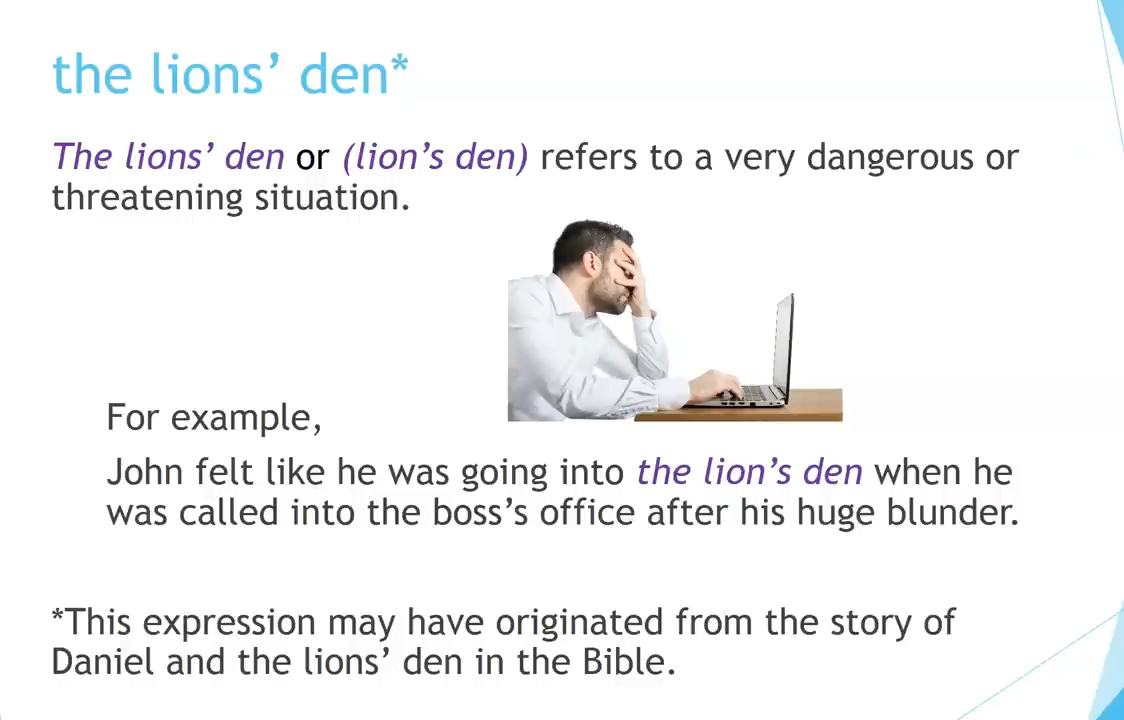 the lions’ den*
The lions’ den or (lion’s den) refers to a very dangerous or
threatening situation.
For example,
John felt like he was going into the lion’s den when he
was called into the boss’s office after his huge blunder.
*This expression may have originated from the story of
Daniel and the lions’ den in the Bible.